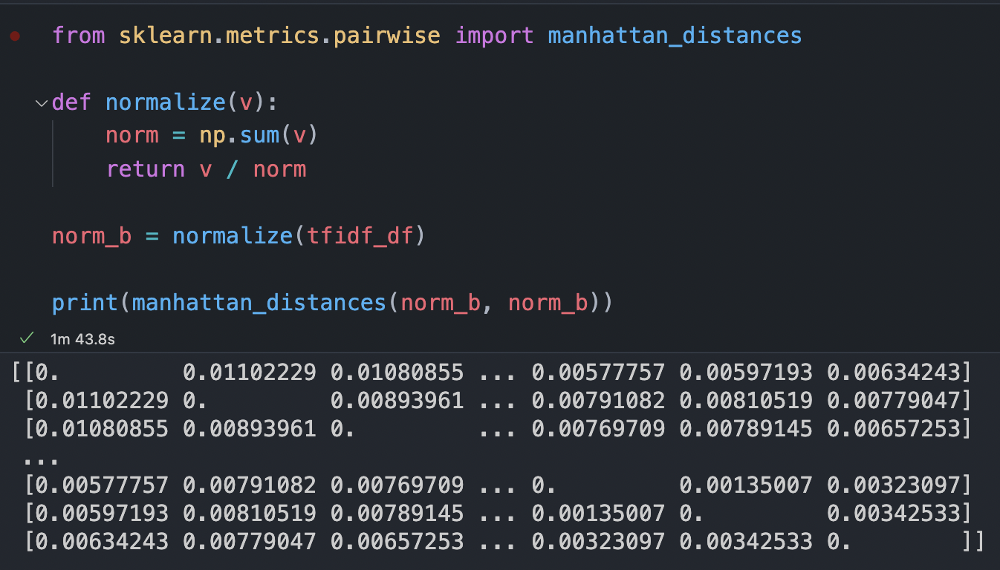 from sklearn.metrics.pairwise import manhattan_distances
def normalize(v):
    norm = np.sum(v)
    return v / norm
norm_b = normalize(tfidf_df)
print(manhattan_distances(norm_b, norm_b))
1m 43.8s
[[0.         0.01102229 0.01080855 ... 0.00577757 0.00597193 0.00634243]
 [0.01102229 0.         0.00893961 ... 0.00791082 0.00810519 0.00779047]
 [0.01080855 0.00893961 0.         ... 0.00769709 0.00789145 0.00657253]
 ...
 [0.00577757 0.00791082 0.00769709 ... 0.         0.00135007 0.00323097]
 [0.00597193 0.00810519 0.00789145 ... 0.00135007 0.         0.00342533]
 [0.00634243 0.00779047 0.00657253 ... 0.00323097 0.00342533 0.        ]]